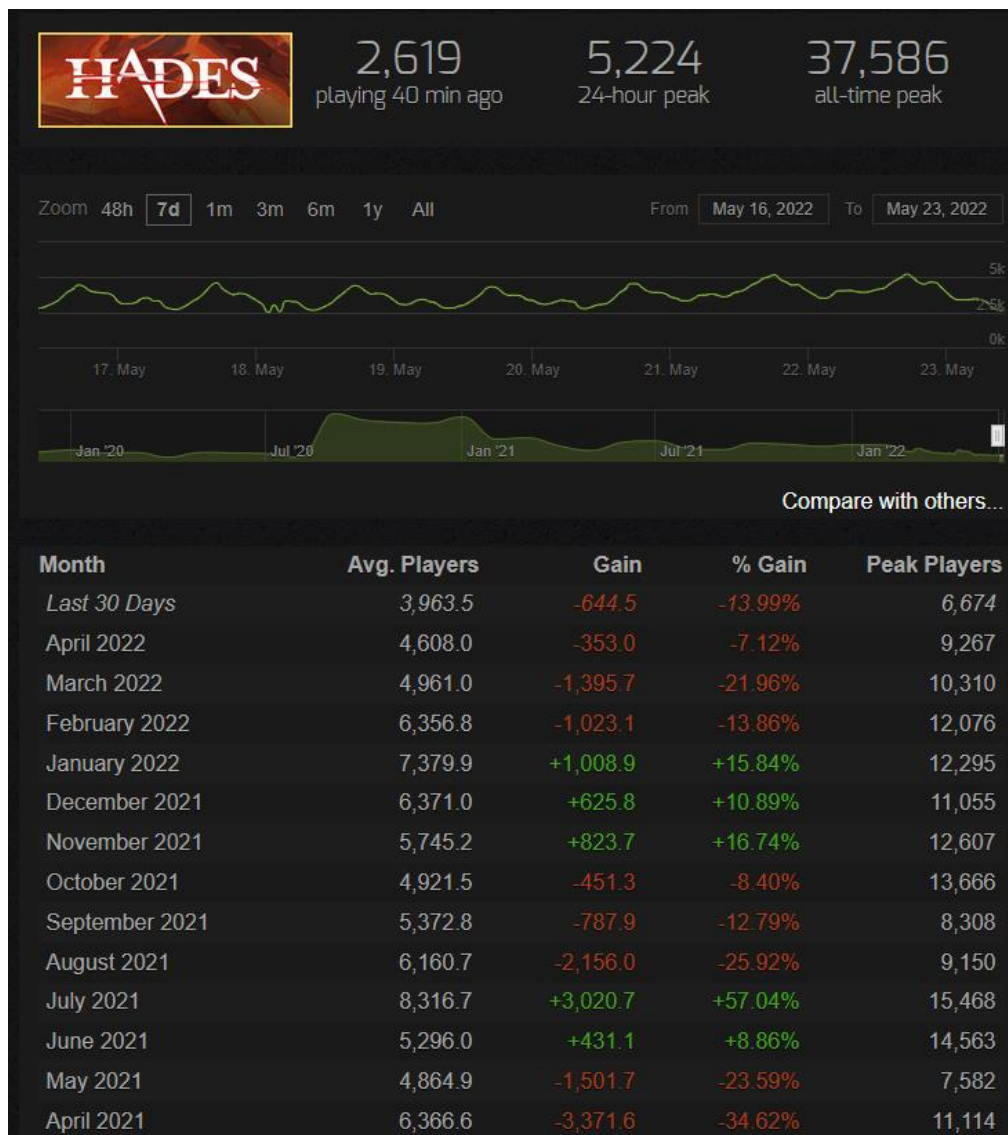 HADES
2,619 5,224 37,586
playing 40 min ago 24-hour peak all-time peak
Zoom 48h 7d 1m 3m 6m 1y All From May 16, 2022 To May 23, 2022
5k
2.5k
0k
17. May 18. May 19. May 20. May 21. May 22. May 23. May
Jan '20 Jul '20 Jan '21 Jul '21 Jan '22
Compare with others...
Month Avg. Players Gain % Gain Peak Players
Last 30 Days 3,963.5 -644.5 -13.99% 6,674
April 2022 4,608.0 -353.0 -7.12% 9,267
March 2022 4,961.0 -1,395.7 -21.96% 10,310
February 2022 6,356.8 -1,023.1 -13.86% 12,076
January 2022 7,379.9 +1,008.9 +15.84% 12,295
December 2021 6,371.0 +625.8 +10.89% 11,055
November 2021 5,745.2 +823.7 +16.74% 12,607
October 2021 4,921.5 -451.3 -8.40% 13,666
September 2021 5,372.8 -787.9 -12.79% 8,308
August 2021 6,160.7 -2,156.0 -25.92% 9,150
July 2021 8,316.7 +3,020.7 +57.04% 15,468
June 2021 5,296.0 +431.1 +8.86% 14,563
May 2021 4,864.9 -1,501.7 -23.59% 7,582
April 2021 6,366.6 -3,371.6 -34.62% 11,114